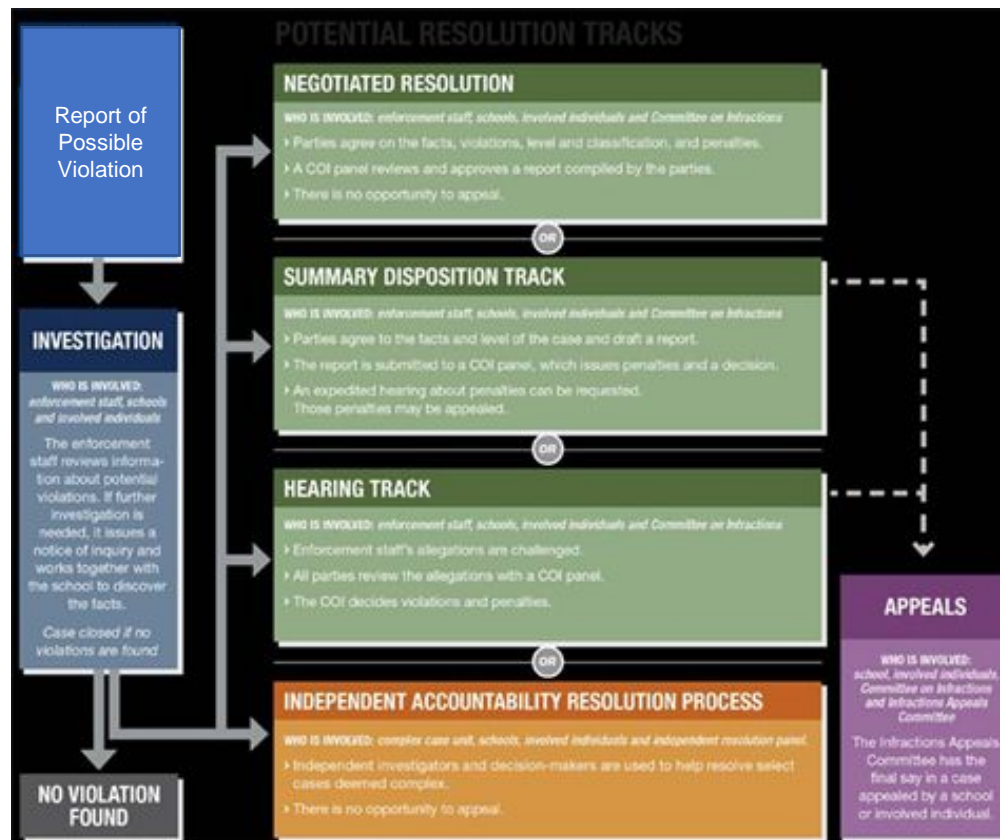 POTENTIAL RESOLUTION TRACKS
Report of
Possible
Violation
INVESTIGATION
WHO IS INVOLVED:
enforcement staff, schools
and involved individuals
The enforcement
staff reviews informa-
tion about potential
violations. If further
investigation is
needed, it issues a
notice of inquiry and
works together with
the school to discover
the facts.
Case closed if no
violations are found
NO VIOLATION
FOUND
NEGOTIATED RESOLUTION
WHO IS INVOLVED: enforcement staff, schools, involved individuals and Committee on Infractions
› Parties agree on the facts, violations, level and classification, and penalties.
› A COI panel reviews and approves a report compiled by the parties.
› There is no opportunity to appeal.
OR
SUMMARY DISPOSITION TRACK
WHO IS INVOLVED: enforcement staff, schools, involved individuals and Committee on Infractions
› Parties agree to the facts and level of the case and draft a report.
› The report is submitted to a COI panel, which issues penalties and a decision.
› An expedited hearing about penalties can be requested.
Those penalties may be appealed.
OR
HEARING TRACK
WHO IS INVOLVED: enforcement staff, schools, involved individuals and Committee on Infractions
› Enforcement staff's allegations are challenged.
› All parties review the allegations with a COI panel.
› The COI decides violations and penalties.
OR
INDEPENDENT ACCOUNTABILITY RESOLUTION PROCESS
WHO IS INVOLVED: complex case unit, schools, involved individuals and independent resolution panel.
› Independent investigators and decision-makers are used to help resolve select
cases deemed complex.
› There is no opportunity to appeal.
APPEALS
WHO IS INVOLVED:
school, involved individuals,
Committee on Infractions
and Infractions Appeals
Committee
The Infractions Appeals
Committee has the
final say in a case
appealed by a school
or involved individual.